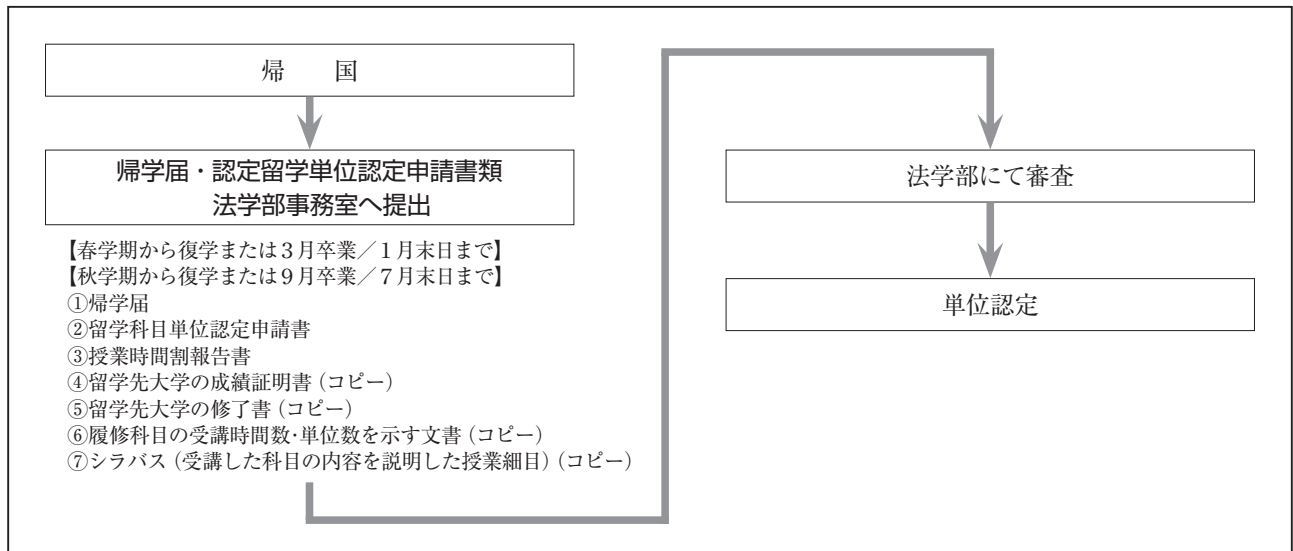 帰　　国
帰学届・認定留学単位認定申請書類
法学部事務室へ提出
【春学期から復学または３月卒業／１月末日まで】
【秋学期から復学または９月卒業／７月末日まで】
①帰学届
②留学科目単位認定申請書
③授業時間割報告書
④留学先大学の成績証明書（コピー）
⑤留学先大学の修了書（コピー）
⑥履修科目の受講時間数・単位数を示す文書（コピー）
⑦シラバス（受講した科目の内容を説明した授業細目）（コピー）
法学部にて審査
単位認定